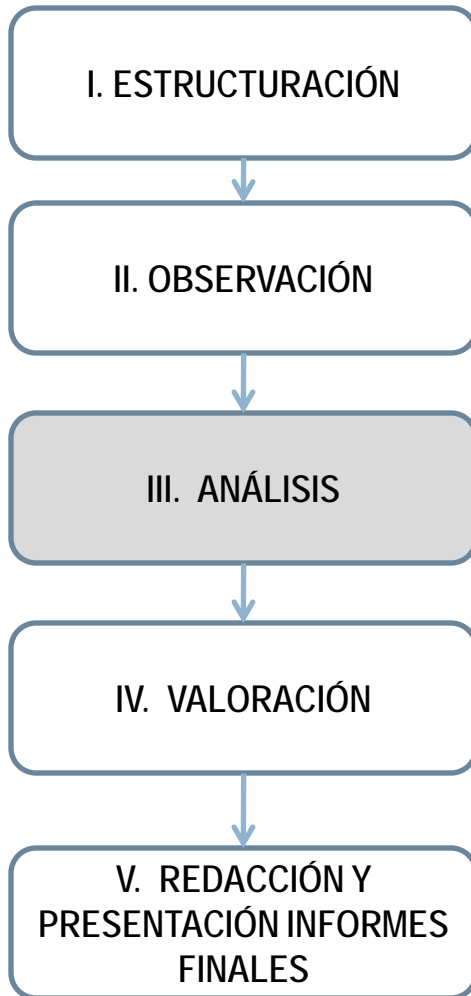 I. ESTRUCTURACIÓN
II. OBSERVACIÓN
III. ANÁLISIS
IV. VALORACIÓN
V. REDACCIÓN Y
PRESENTACIÓN INFORMES
FINALES